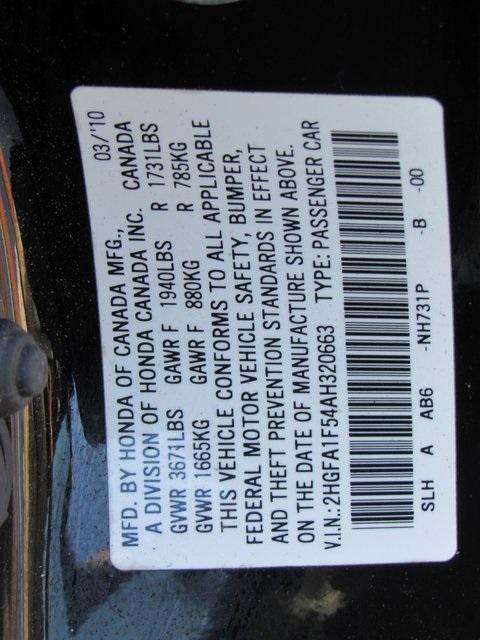 MFD. BY HONDA OF CANADA MFG., 03/'10
A DIVISION OF HONDA CANADA INC. CANADA
GVWR 3671LBS GAWR F 1940LBS R 1731LBS
GVWR 1665KG GAWR F 880KG R 785KG
THIS VEHICLE CONFORMS TO ALL APPLICABLE
FEDERAL MOTOR VEHICLE SAFETY, BUMPER,
AND THEFT PREVENTION STANDARDS IN EFFECT
ON THE DATE OF MANUFACTURE SHOWN ABOVE.
V.I.N.: 2HGFA1F54AH320663 TYPE: PASSENGER CAR
SLH A AB6 -NH731P -B -00